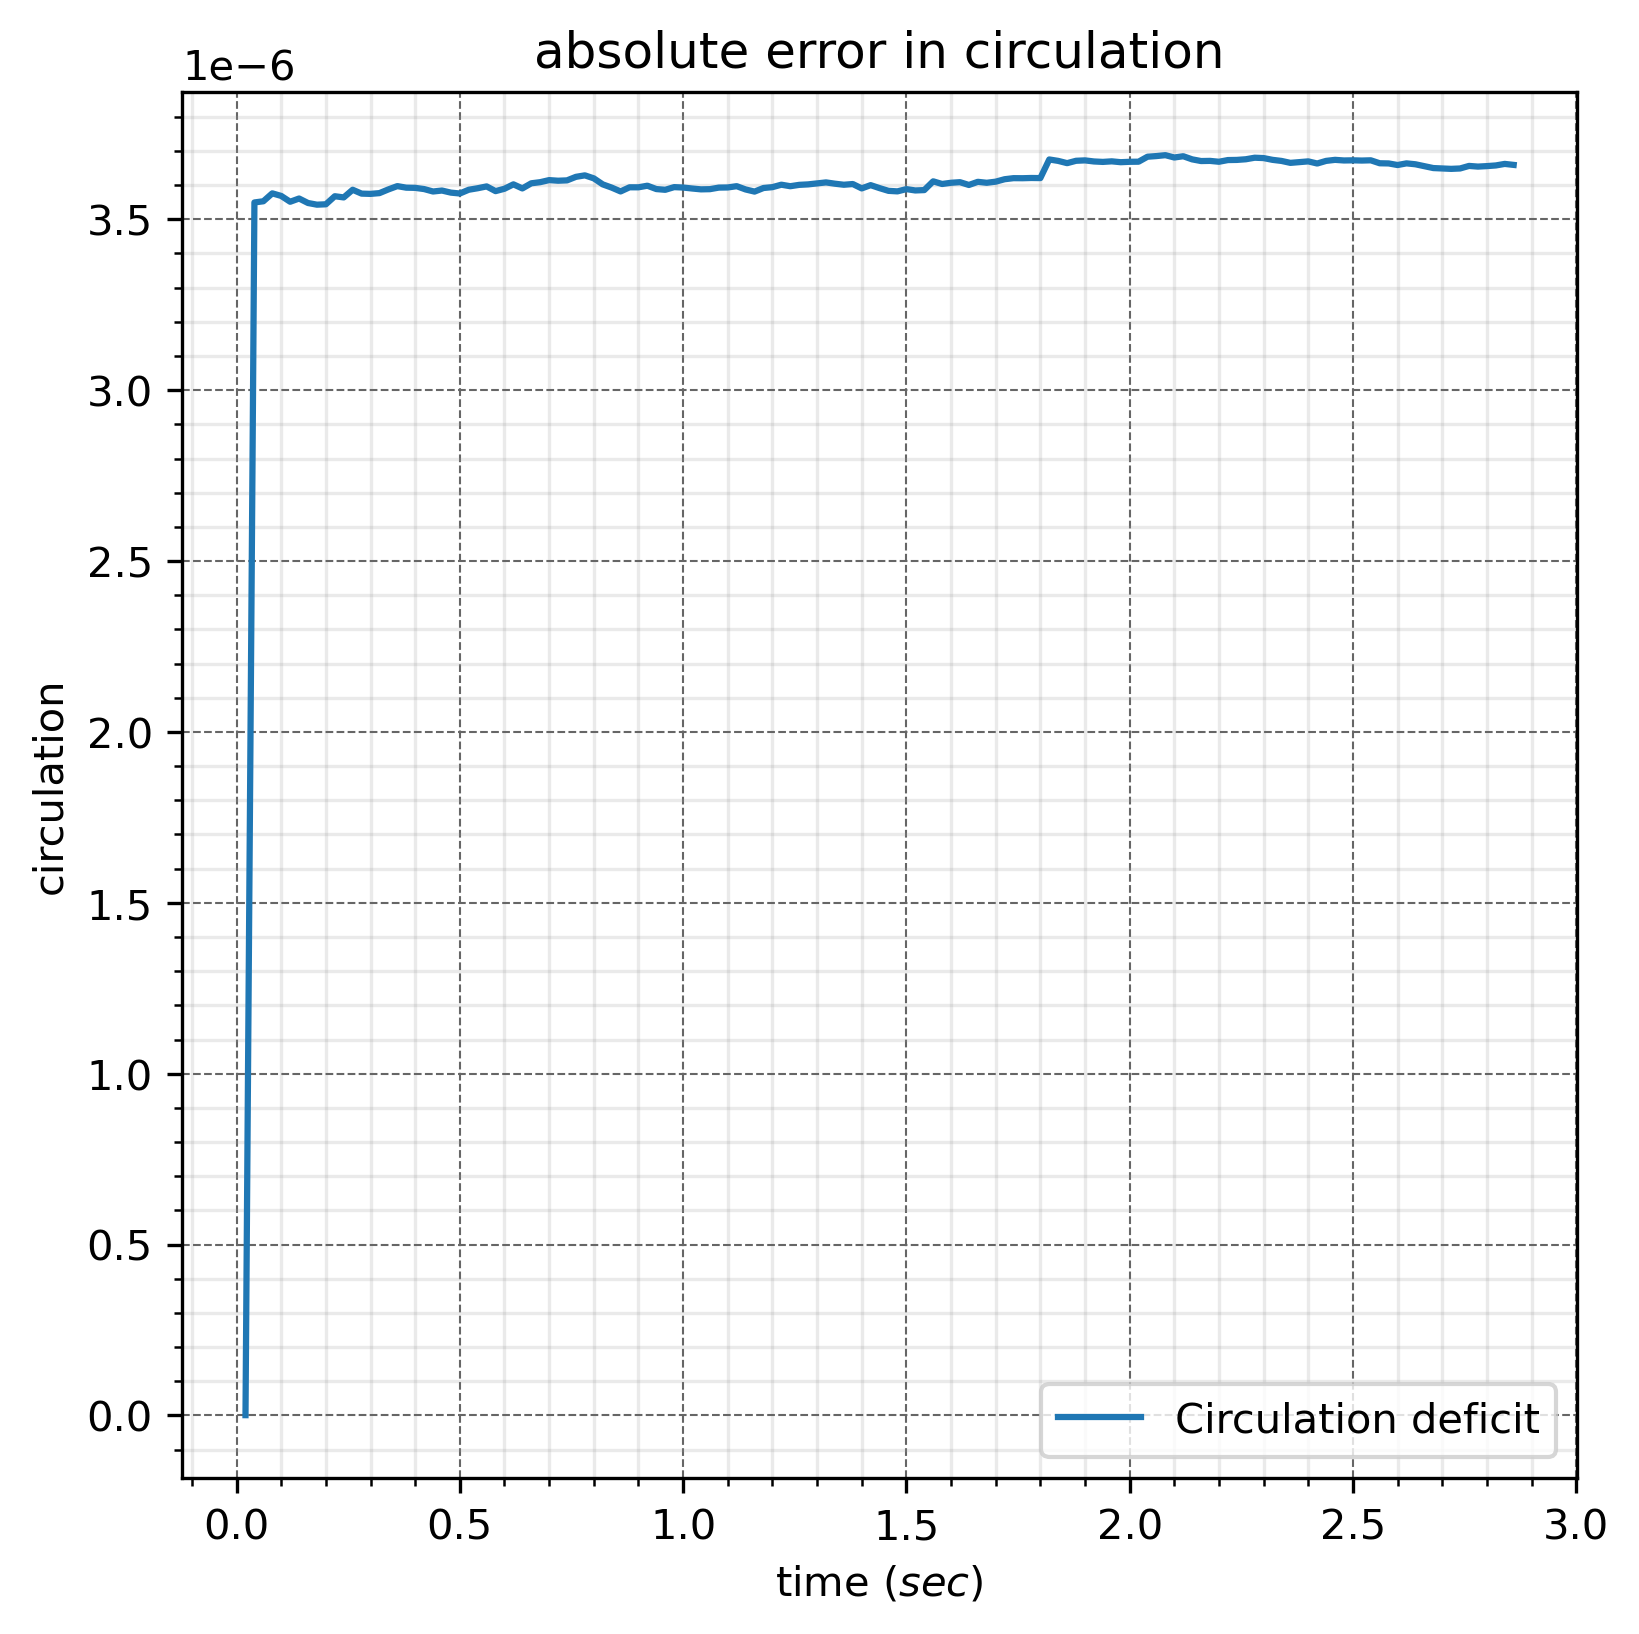 absolute error in circulation
1e−6
3.5
3.0
2.5
2.0
1.5
1.0
0.5
0.0
circulation
Circulation deficit
0.0 0.5 1.0 1.5 2.0 2.5 3.0
time (sec)